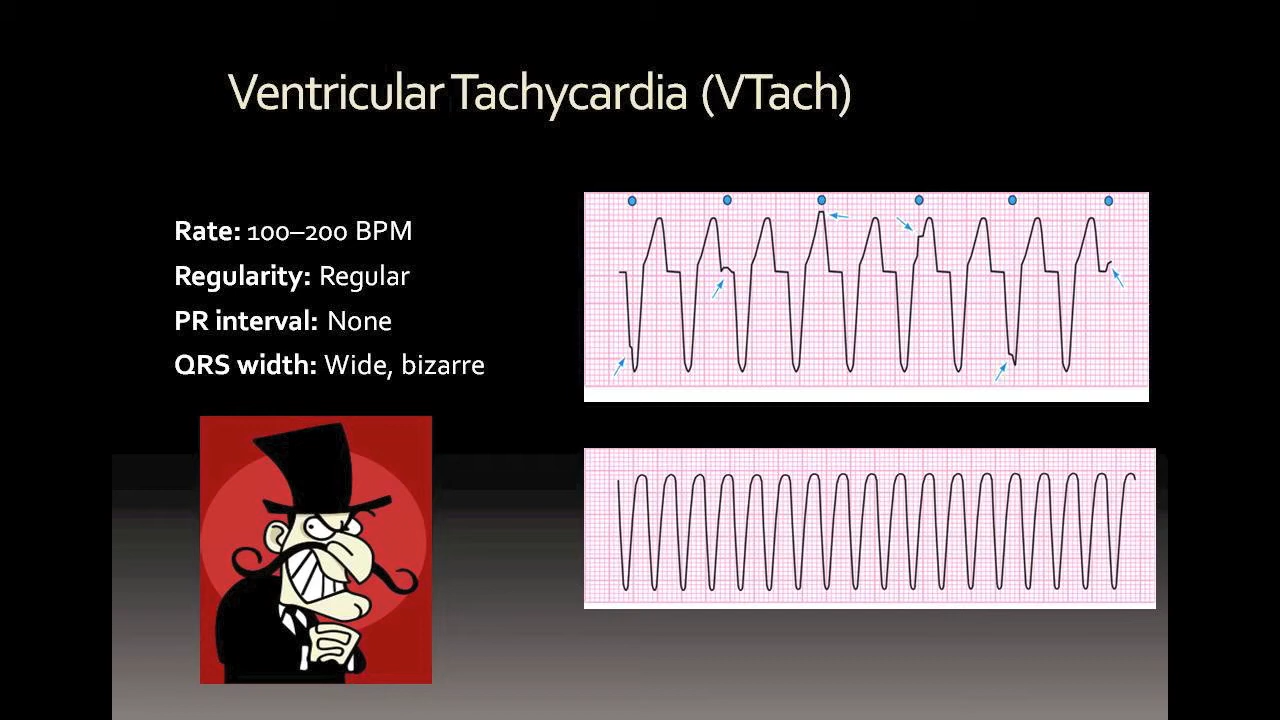 Ventricular Tachycardia (VTach)
Rate: 100–200 BPM
Regularity: Regular
PR interval: None
QRS width: Wide, bizarre